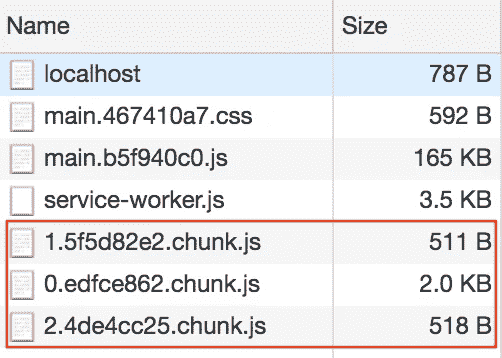 Name Size
localhost 787 B
main.467410a7.css 592 B
main.b5f940c0.js 165 KB
service-worker.js 3.5 KB
1.5f5d82e2.chunk.js 511 B
0.edfce862.chunk.js 2.0 KB
2.4de4cc25.chunk.js 518 B